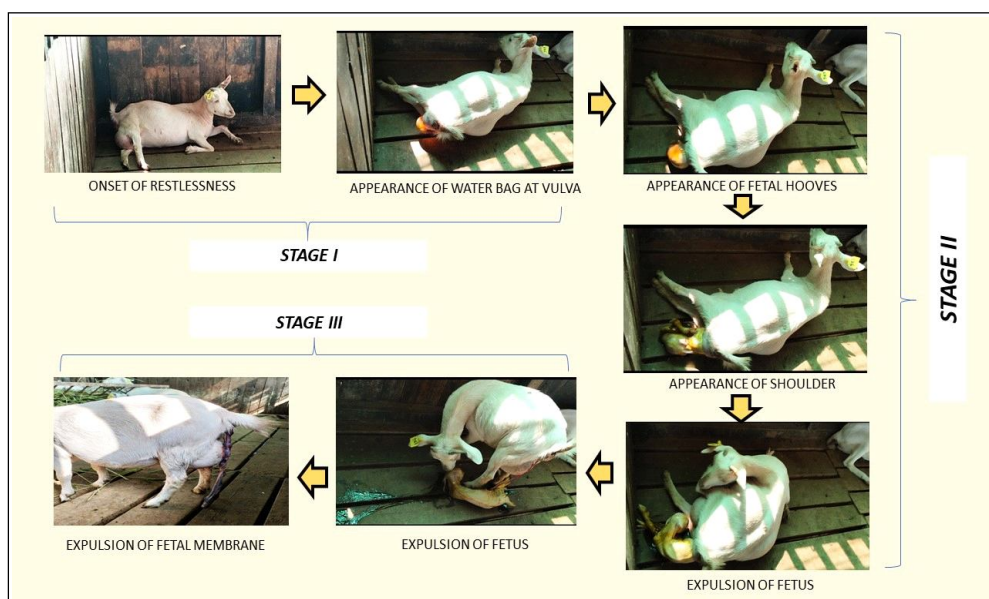 ONSET OF RESTLESSNESS
APPEARANCE OF WATER BAG AT VULVA
APPEARANCE OF FETAL HOOVES
STAGE I
STAGE II
APPEARANCE OF SHOULDER
STAGE III
EXPULSION OF FETAL MEMBRANE
EXPULSION OF FETUS
EXPULSION OF FETUS